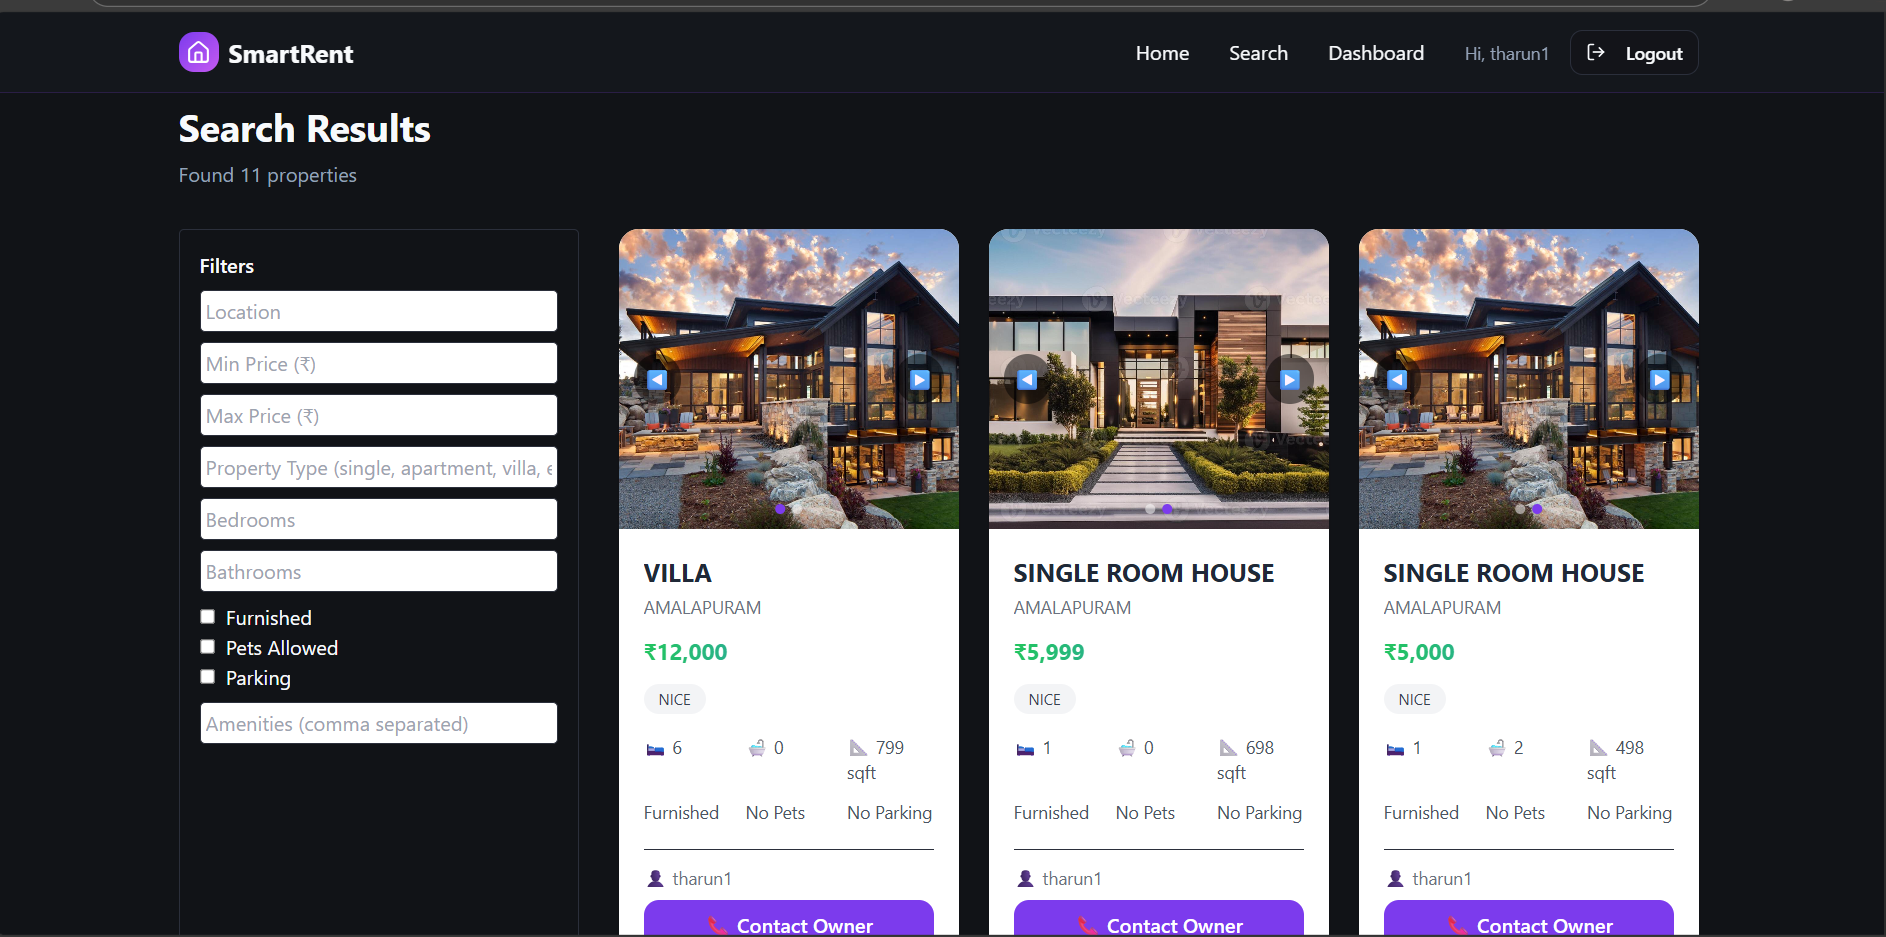 SmartRent
Home Search Dashboard Hi, tharun1 Logout
Search Results
Found 11 properties
Filters
Location
Min Price (₹)
Max Price (₹)
Property Type (single, apartment, villa, e
Bedrooms
Bathrooms
Furnished
Pets Allowed
Parking
Amenities (comma separated)
VILLA
AMALAPURAM
₹12,000
NICE
6 0 799
sqft
Furnished No Pets No Parking
tharun1
Contact Owner
vecteezy
vecteezy
SINGLE ROOM HOUSE
AMALAPURAM
₹5,999
NICE
1 0 698
sqft
Furnished No Pets No Parking
tharun1
Contact Owner
SINGLE ROOM HOUSE
AMALAPURAM
₹5,000
NICE
1 2 498
sqft
Furnished No Pets No Parking
tharun1
Contact Owner